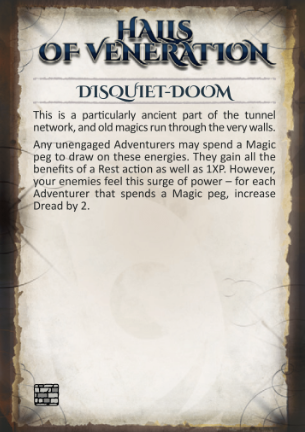 HALLS
OF VENERATION
DISQUIET-DOOM
This is a particularly ancient part of the tunnel
network, and old magics run through the very walls.
Any unengaged Adventurers may spend a Magic
peg to draw on these energies. They gain all the
benefits of a Rest action as well as 1XP. However,
your enemies feel this surge of power – for each
Adventurer that spends a Magic peg, increase
Dread by 2.